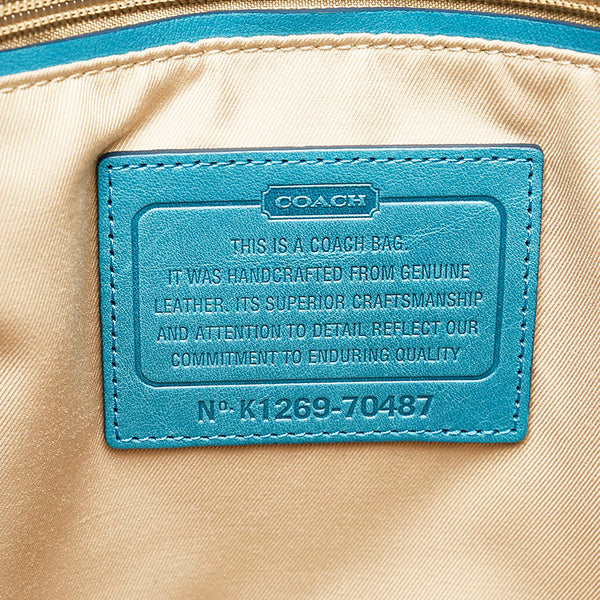 COACH
THIS IS A COACH BAG.
IT WAS HANDCRAFTED FROM GENUINE
LEATHER. ITS SUPERIOR CRAFTSMANSHIP
AND ATTENTION TO DETAIL REFLECT OUR
COMMITMENT TO ENDURING QUALITY.
Nº K1269-70487